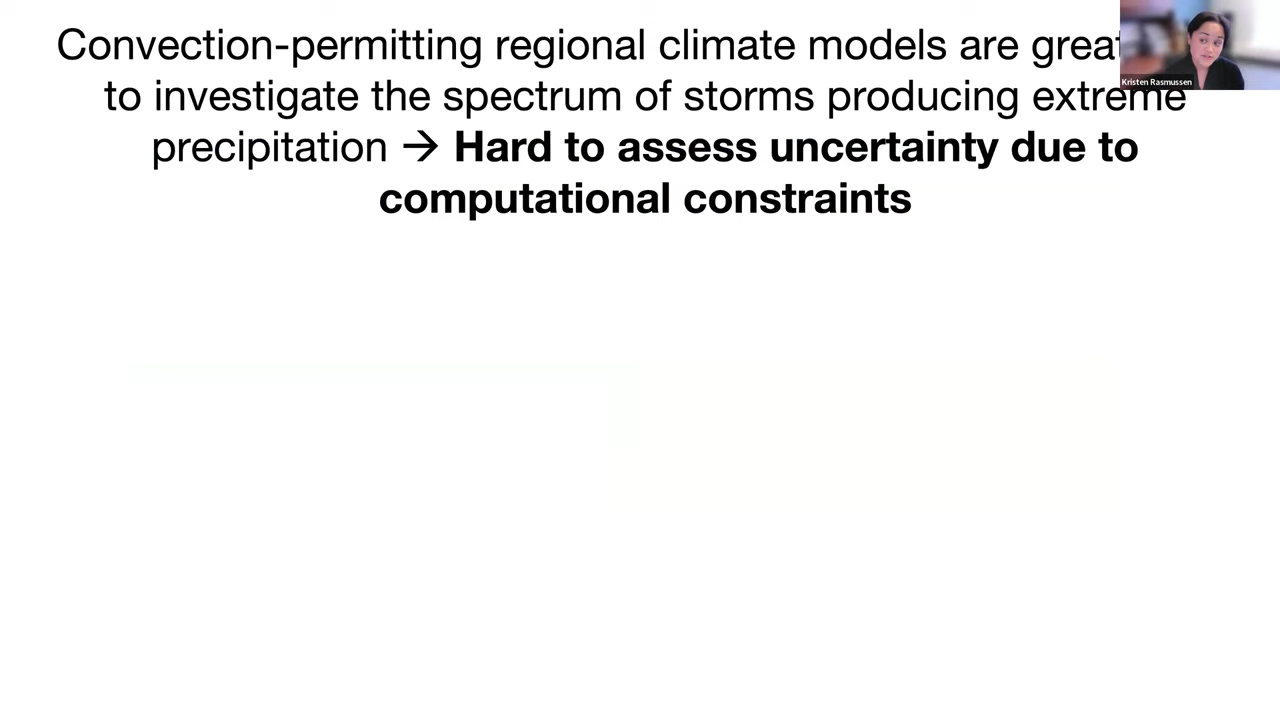 Convection-permitting regional climate models are great
to investigate the spectrum of storms producing extreme
precipitation → Hard to assess uncertainty due to
computational constraints
Kristen Rasmussen